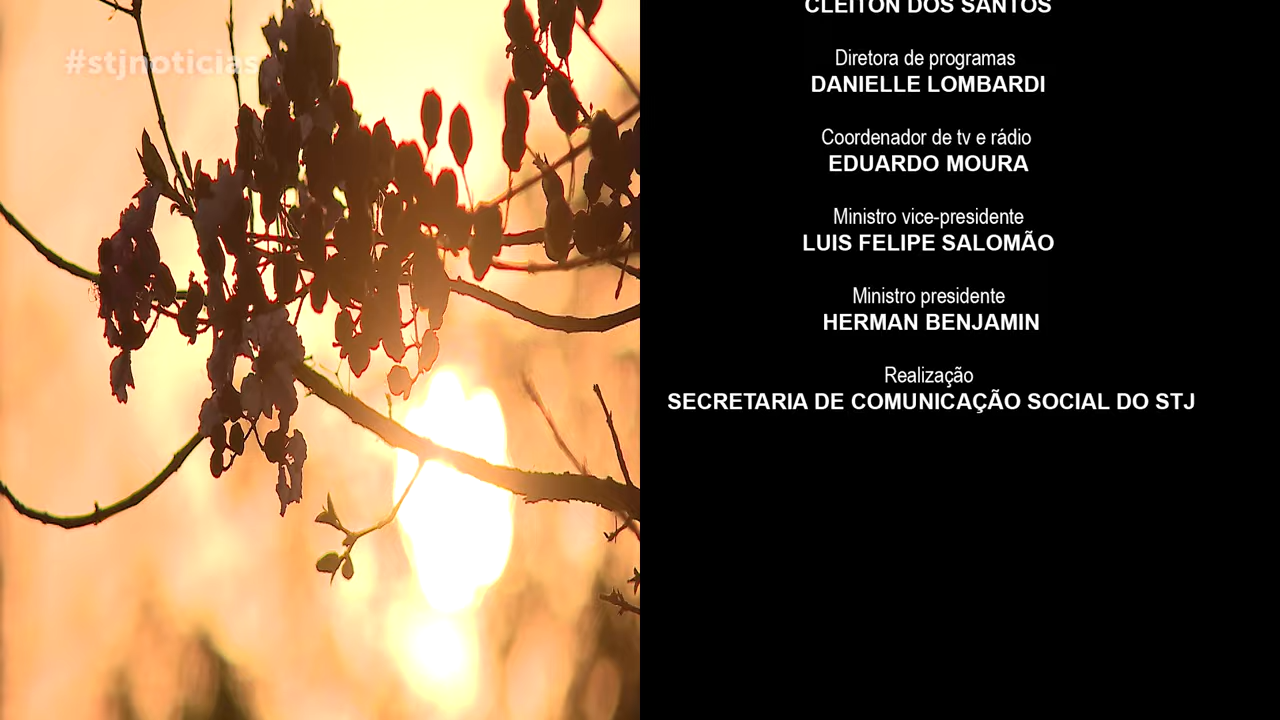 #stjnoticias
CLEITON DOS SANTOS
Diretora de programas
DANIELLE LOMBARDI
Coordenador de tv e rádio
EDUARDO MOURA
Ministro vice-presidente
LUIS FELIPE SALOMÃO
Ministro presidente
HERMAN BENJAMIN
Realização
SECRETARIA DE COMUNICAÇÃO SOCIAL DO STJ